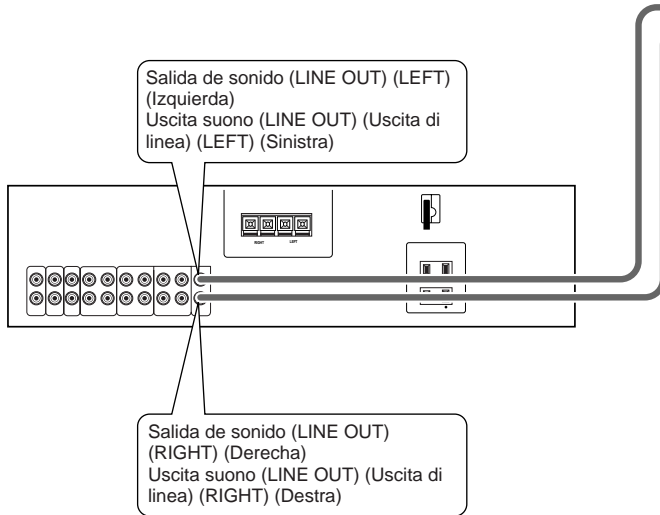 Salida de sonido (LINE OUT) (LEFT)
(Izquierda)
Uscita suono (LINE OUT) (Uscita di
linea) (LEFT) (Sinistra)
RIGHT LEFT
Salida de sonido (LINE OUT)
(RIGHT) (Derecha)
Uscita suono (LINE OUT) (Uscita di
linea) (RIGHT) (Destra)